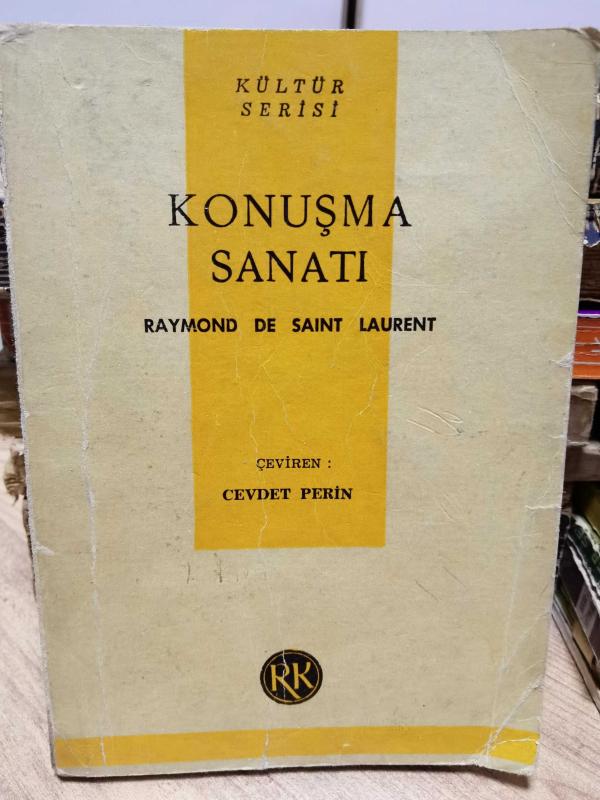 KÜLTÜR
SERİSİ
KONUŞMA
SANATI
RAYMOND DE SAINT LAURENT
ÇEVİREN :
CEVDET PERİN
RK